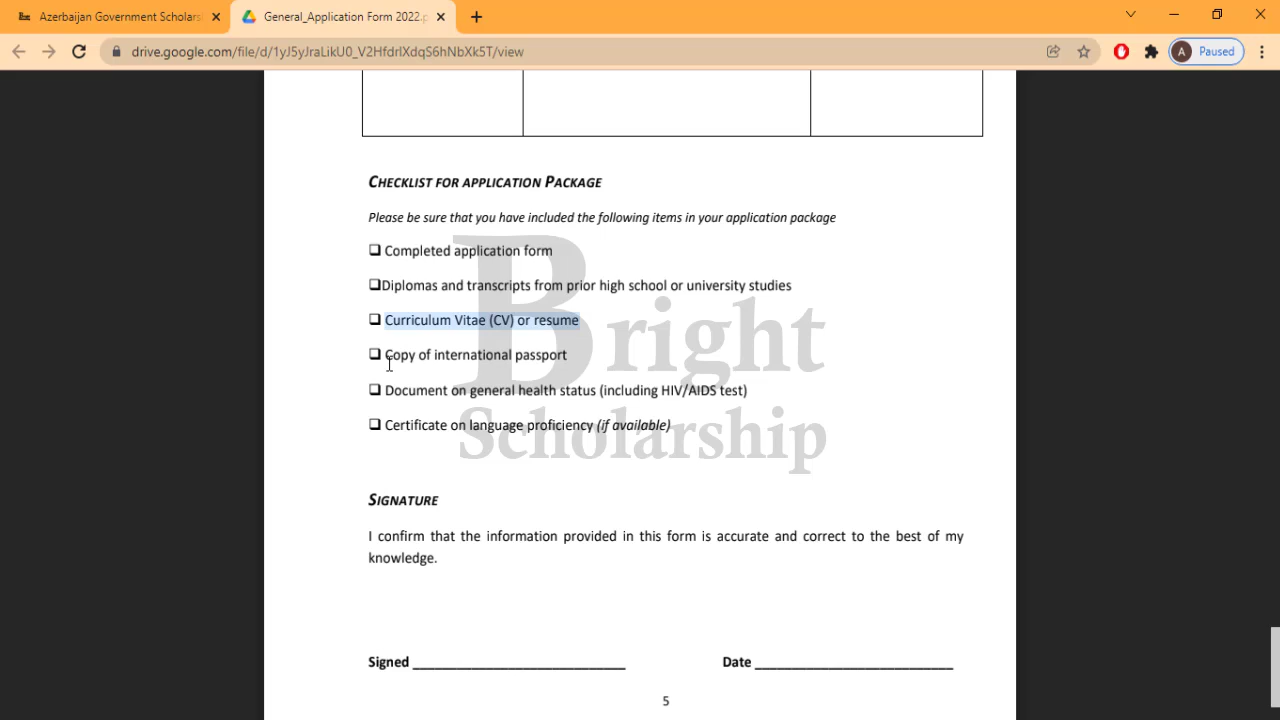 Azerbaijan Government Scholars
General_Application Form 2022.p
drive.google.com/file/d/1yJ5yJraLikU0_V2HfdrIXdqS6hNbXk5T/view
A Paused
CHECKLIST FOR APPLICATION PACKAGE
Please be sure that you have included the following items in your application package
Completed application form
Diplomas and transcripts from prior high school or university studies
Curriculum Vitae (CV) or resume
Copy of international passport
Document on general health status (including HIV/AIDS test)
Certificate on language proficiency (if available)
Bright
Scholarship
SIGNATURE
I confirm that the information provided in this form is accurate and correct to the best of my
knowledge.
Signed ____________________________ Date __________________________
5